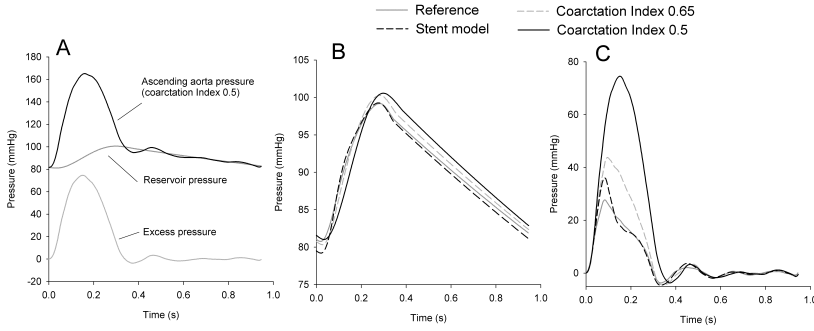 Reference
Stent model
Coarctation Index 0.65
Coarctation Index 0.5
A
180
160
140
120
100
80
60
40
20
0
-20
Pressure (mmHg)
Ascending aorta pressure
(coarctation Index 0.5)
Reservoir pressure
Excess pressure
0.0 0.2 0.4 0.6 0.8 1.0
Time (s)
B
105
100
95
90
85
80
75
Pressure (mmHg)
0.0 0.2 0.4 0.6 0.8 1.0
Time (s)
C
80
60
40
20
0
Pressure (mmHg)
0.0 0.2 0.4 0.6 0.8 1.0
Time (s)